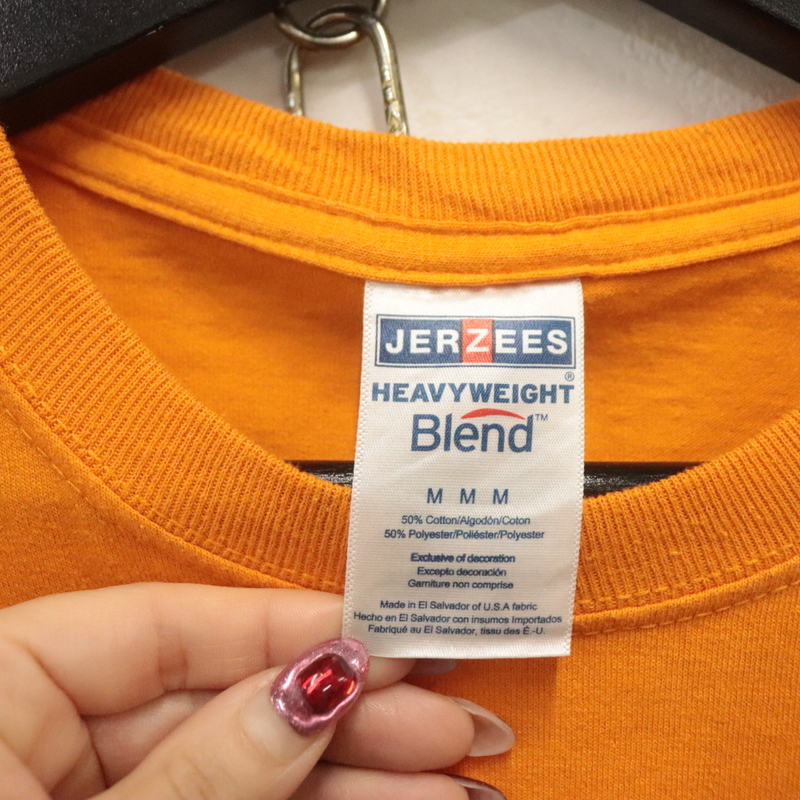 JERZEES
®
HEAVYWEIGHT
Blend™
M M M
50% Cotton/Algodón/Coton
50% Polyester/Poliéster/Polyester
Exclusive of decoration
Excepto decoración
Garniture non comprise
Made in El Salvador of U.S.A fabric
Hecho en El Salvador con insumos Importados
Fabriqué au El Salvador, tissu des É.-U.